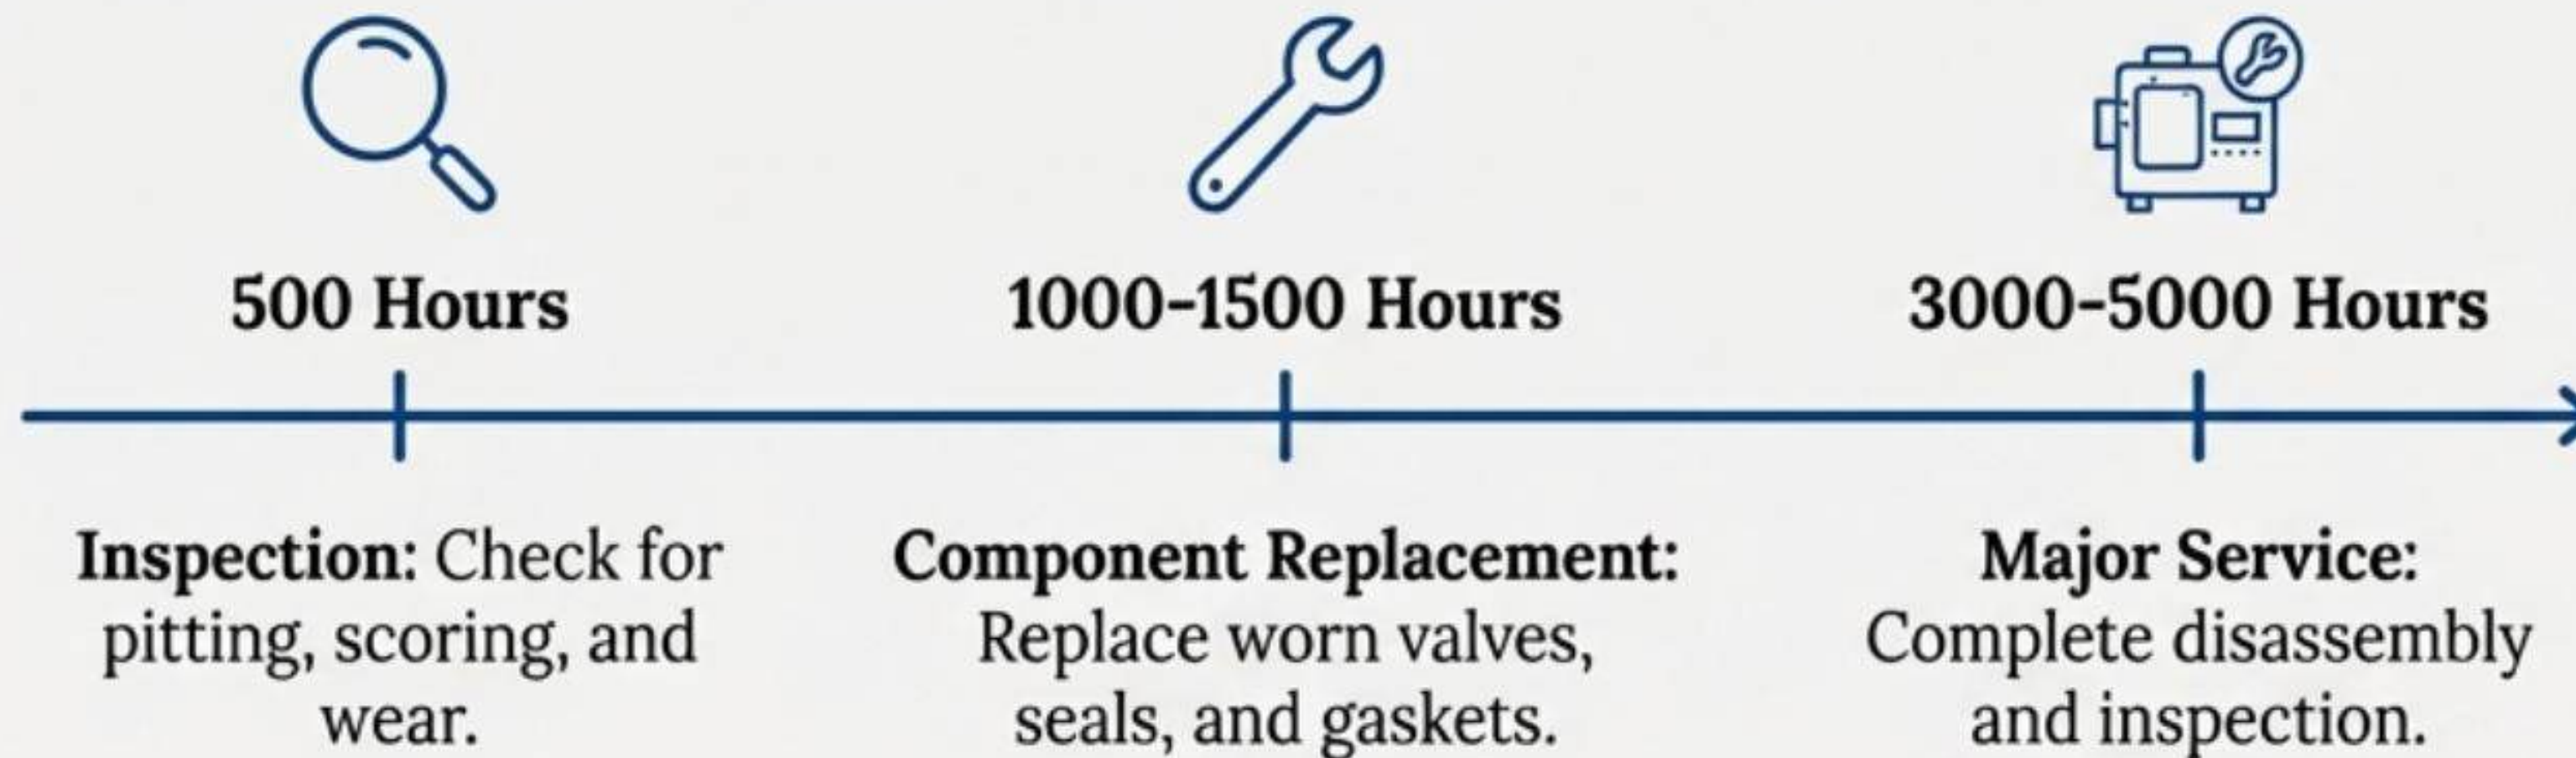 500 Hours
1000-1500 Hours
3000-5000 Hours
Inspection: Check for
pitting, scoring, and
wear.
Component Replacement:
Replace worn valves,
seals, and gaskets.
Major Service:
Complete disassembly
and inspection.